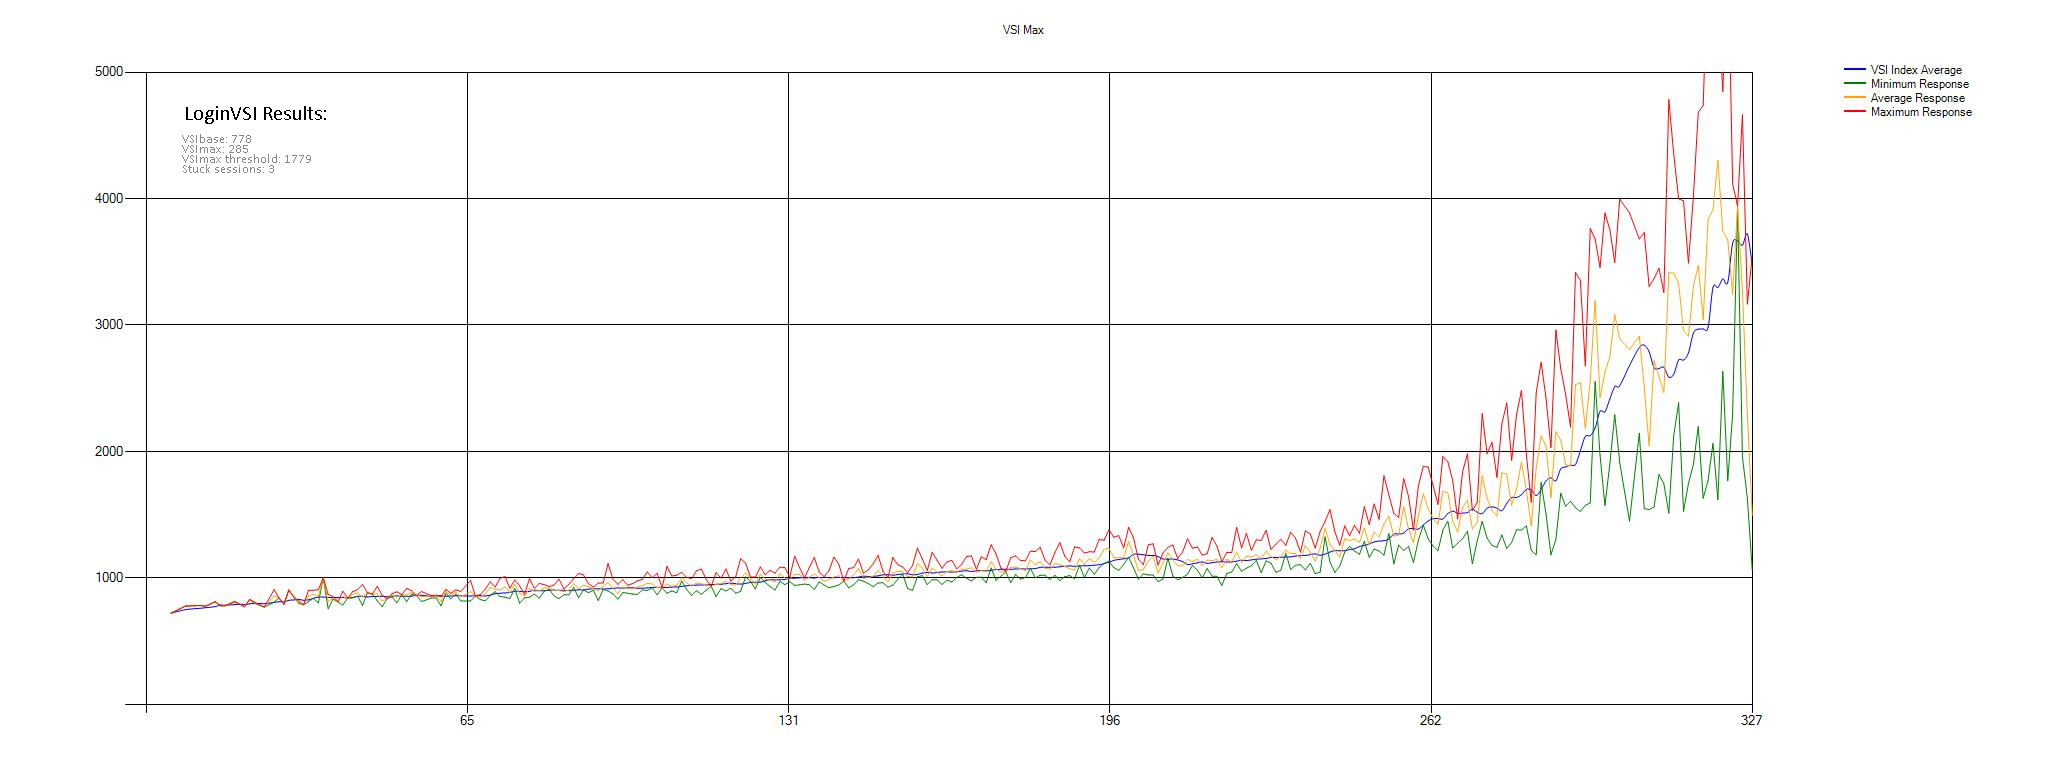 VSI Max
5000
4000
3000
2000
1000
LoginVSI Results:
VSIbase: 778
VSImax: 285
VSImax threshold: 1779
Stuck sessions: 3
65
131
196
262
327
VSI Index Average
Minimum Response
Average Response
Maximum Response